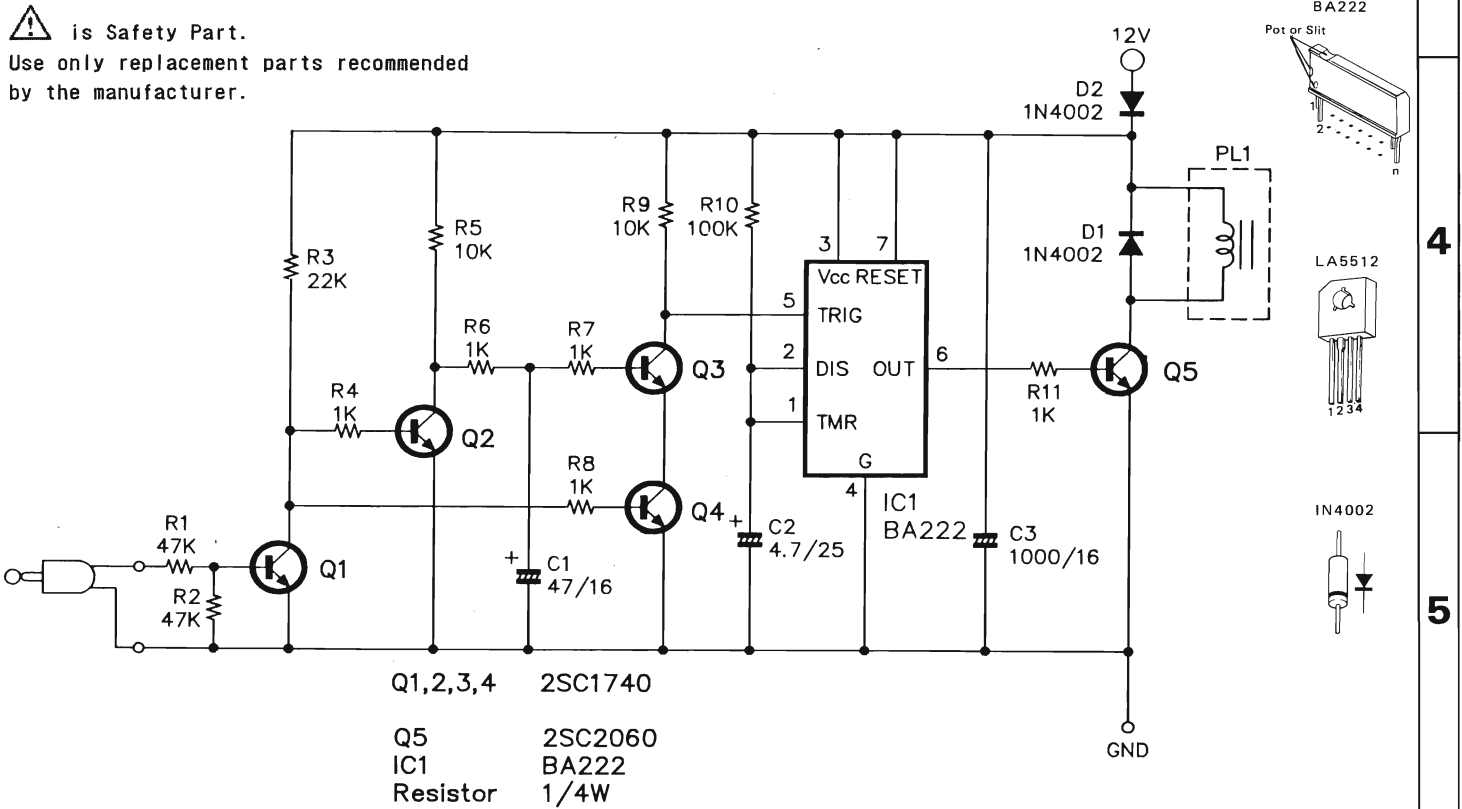 is Safety Part.
Use only replacement parts recommended
by the manufacturer.
BA222
Pot or Slit
1
2
n
12V
D2
1N4002
PL1
R9
10K
R10
100K
R5
10K
R3
22K
3
7
D1
1N4002
4
LA5512
Vcc RESET
5
TRIG
R6
1K
R7
1K
Q3
2
DIS
OUT
6
R11
1K
Q5
1
TMR
1234
R4
1K
Q2
G
4
R8
1K
Q4
IC1
BA222
+
C2
4.7/25
C3
1000/16
IN4002
R1
47K
Q1
R2
47K
+
C1
47/16
5
Q1,2,3,4 2SC1740
Q5 2SC2060
IC1 BA222
Resistor 1/4W
GND